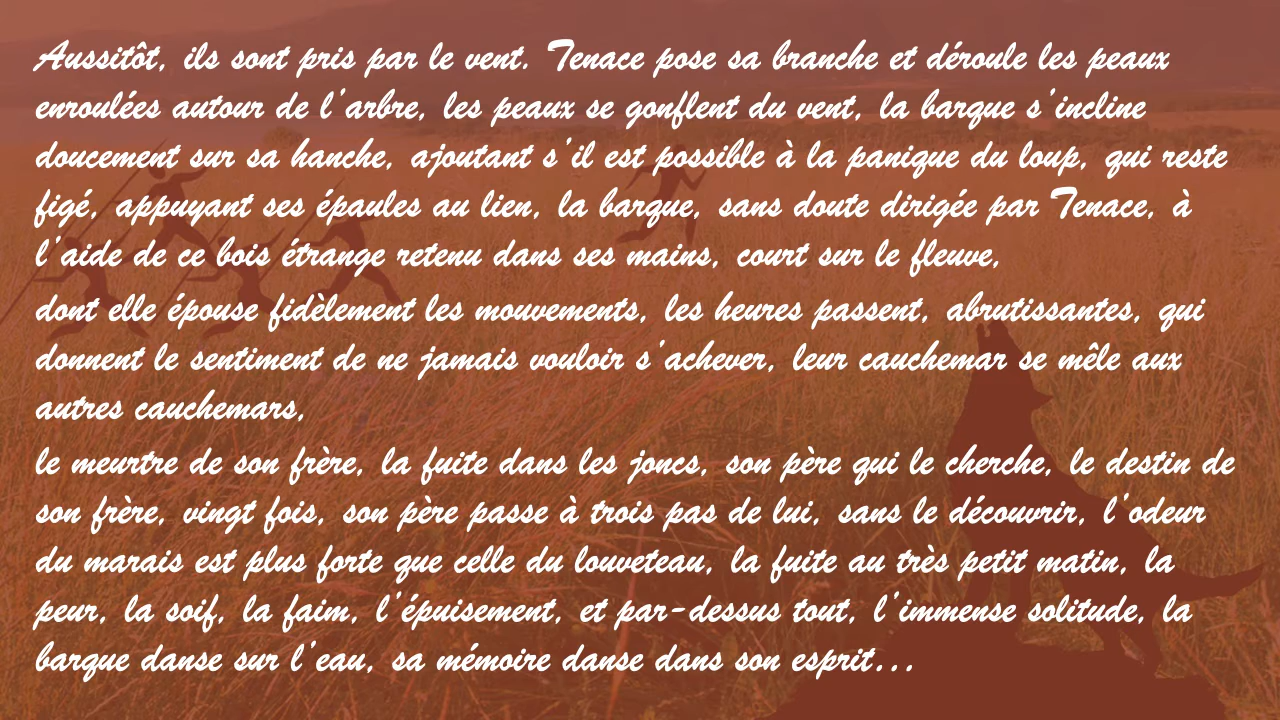 Aussitôt, ils sont pris par le vent. Tenace pose sa branche et déroule les peaux
enroulées autour de l'arbre, les peaux se gonflent du vent, la barque s'incline
doucement sur sa hanche, ajoutant s'il est possible à la panique du loup, qui reste
figé, appuyant ses épaules au lien, la barque, sans doute dirigée par Tenace, à
l'aide de ce bois étrange retenu dans ses mains, court sur le fleuve,
dont elle épouse fidèlement les mouvements, les heures passent, abrutissantes, qui
donnent le sentiment de ne jamais vouloir s'achever, leur cauchemar se mêle aux
autres cauchemars,
le meurtre de son frère, la fuite dans les joncs, son père qui le cherche, le destin de
son frère, vingt fois, son père passe à trois pas de lui, sans le découvrir, l'odeur
du marais est plus forte que celle du louveteau, la fuite au très petit matin, la
peur, la soif, la faim, l'épuisement, et par-dessus tout, l'immense solitude, la
barque danse sur l'eau, sa mémoire danse dans son esprit...